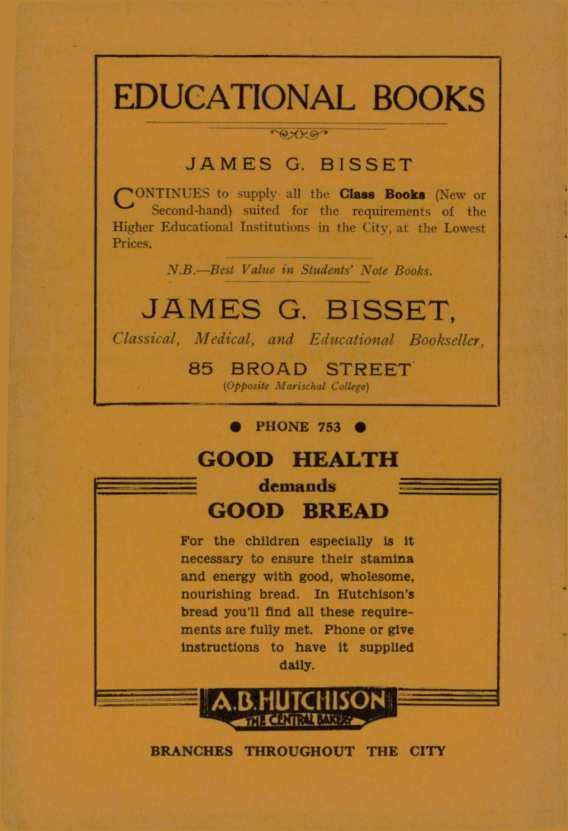 EDUCATIONAL BOOKS
JAMES G. BISSET
CONTINUES to supply all the Class Books (New or
Second-hand) suited for the requirements of the
Higher Educational Institutions in the City, at the Lowest
Prices.
N.B.—Best Value in Students' Note Books.
JAMES G. BISSET,
Classical, Medical, and Educational Bookseller,
85 BROAD STREET
(Opposite Marischal College)
● PHONE 753 ●
GOOD HEALTH
demands
GOOD BREAD
For the children especially is it
necessary to ensure their stamina
and energy with good, wholesome,
nourishing bread. In Hutchison's
bread you'll find all these require-
ments are fully met. Phone or give
instructions to have it supplied
daily.
A.B. HUTCHISON
THE CENTRAL BAKERY
BRANCHES THROUGHOUT THE CITY